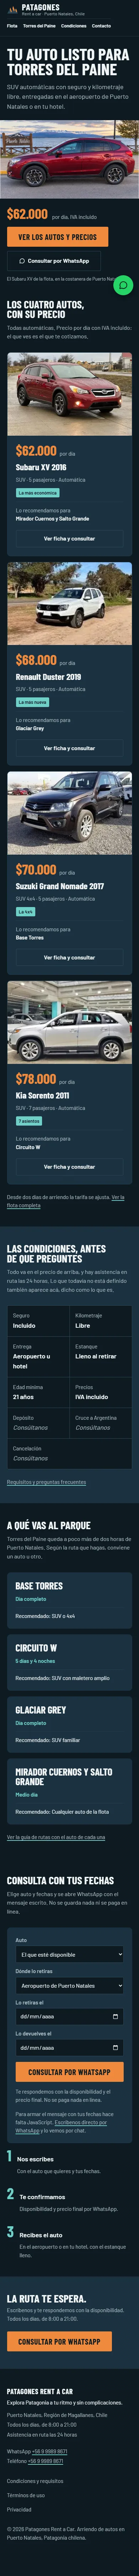 PATAGONES
Rent a car · Puerto Natales, Chile
Flota Torres del Paine Condiciones Contacto
TU AUTO LISTO PARA
TORRES DEL PAINE
SUV automáticas con seguro y kilometraje
libre, entregadas en el aeropuerto de Puerto
Natales o en tu hotel.
$62.000 por día, IVA incluido
VER LOS AUTOS Y PRECIOS
Consultar por WhatsApp
El Subaru XV de la flota, en la costanera de Puerto
LOS CUATRO AUTOS,
CON SU PRECIO
Todas automáticas. Precio por día con IVA incluido:
el que ves es el que te cotizamos.
$62.000 por día
Subaru XV 2016
SUV · 5 pasajeros · Automática
La más económica
Lo recomendamos para
Mirador Cuernos y Salto Grande
Ver ficha y consultar
$68.000 por día
Renault Duster 2019
SUV · 5 pasajeros · Automática
La más nueva
Lo recomendamos para
Glaciar Grey
Ver ficha y consultar
$70.000 por día
Suzuki Grand Nomade 2017
SUV 4x4 · 5 pasajeros · Automática
La 4x4
Lo recomendamos para
Base Torres
Ver ficha y consultar
$78.000 por día
Kia Sorento 2011
SUV · 7 pasajeros · Automática
7 asientos
Lo recomendamos para
Circuito W
Ver ficha y consultar
Desde dos días de arriendo la tarifa se ajusta. Ver la
flota completa
LAS CONDICIONES, ANTES
DE QUE PREGUNTES
Todo va en el precio de arriba, y hay asistencia en
ruta las 24 horas. Lo que todavía no está definido
también aparece acá, dicho como lo que es.
Seguro
Incluido
Kilometraje
Libre
Entrega
Aeropuerto u
hotel
Estanque
Lleno al retirar
Edad mínima
21 años
Precios
IVA incluido
Depósito
Consúltanos
Cruce a Argentina
Consúltanos
Cancelación
Consúltanos
Requisitos y preguntas frecuentes
A QUÉ VAS AL PARQUE
Torres del Paine queda a poco más de dos horas de
Puerto Natales. Según la ruta que hagas, conviene
un auto u otro.
BASE TORRES
Día completo
Recomendado: SUV o 4x4
CIRCUITO W
5 días y 4 noches
Recomendado: SUV con maletero amplio
GLACIAR GREY
Día completo
Recomendado: SUV familiar
MIRADOR CUERNOS Y SALTO
GRANDE
Medio día
Recomendado: Cualquier auto de la flota
Ver la guía de rutas con el auto de cada una
CONSULTA CON TUS FECHAS
Elige auto y fechas y se abre WhatsApp con el
mensaje escrito. No se guarda nada ni se paga en
línea.
Auto
El que esté disponible
Dónde lo retiras
Aeropuerto de Puerto Natales
Lo retiras el
dd/mm/aaaa
Lo devuelves el
dd/mm/aaaa
CONSULTAR POR WHATSAPP
Te respondemos con la disponibilidad y el
precio final. No se paga nada en línea.
Para armar el mensaje con tus fechas hace
falta JavaScript. Escríbenos directo por
WhatsApp y lo vemos por chat.
1 Nos escribes
Con el auto que quieres y tus fechas.
2 Te confirmamos
Disponibilidad y precio final por WhatsApp.
3 Recibes el auto
En el aeropuerto o en tu hotel, con el estanque
lleno.
LA RUTA TE ESPERA.
Escríbenos y te respondemos con la disponibilidad.
Todos los días, de 8:00 a 21:00.
CONSULTAR POR WHATSAPP
PATAGONES RENT A CAR
Explora Patagonia a tu ritmo y sin complicaciones.
Puerto Natales, Región de Magallanes, Chile
Todos los días, de 8:00 a 21:00
Asistencia en ruta las 24 horas
WhatsApp +56 9 9989 8671
Teléfono +56 9 9989 8671
Condiciones y requisitos
Términos de uso
Privacidad
© 2026 Patagones Rent a Car. Arriendo de autos en
Puerto Natales, Patagonia chilena.